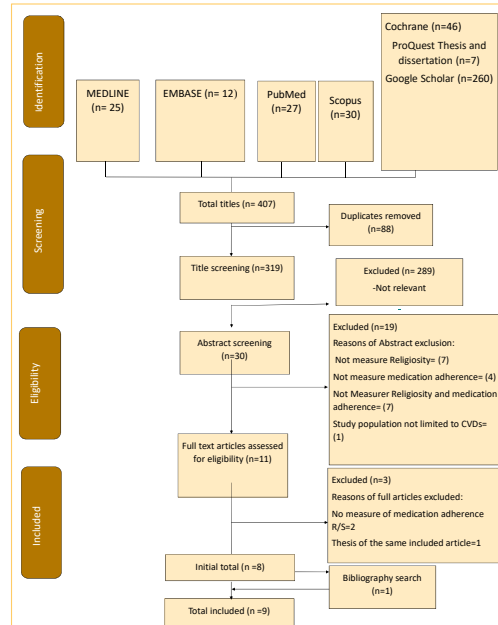 Identification
MEDLINE
(n= 25)
EMBASE (n= 12)
PubMed
(n=27)
Scopus
(n=30)
Cochrane (n=46)
ProQuest Thesis and
dissertation
(n=7)
Google Scholar (n=260)
Screening
Total titles (n= 407)
Duplicates removed
(n=88)
Title screening (n=319)
Excluded (n= 289)
-Not relevant
Eligibility
Abstract screening
(n=30)
Excluded (n=19)
Reasons of Abstract exclusion:
Not measure Religiosity= (7)
Not measure medication adherence= (4)
Not Measurer Religiosity and medication
adherence= (7)
Study population not limited to CVDs=
(1)
Full text articles assessed
for eligibility (n=11)
Included
Excluded (n=3)
Reasons of full articles excluded:
No measure of medication adherence
R/S=2
Thesis of the same included article=1
Initial total (n =8)
Bibliography search
(n=1)
Total included (n=9)